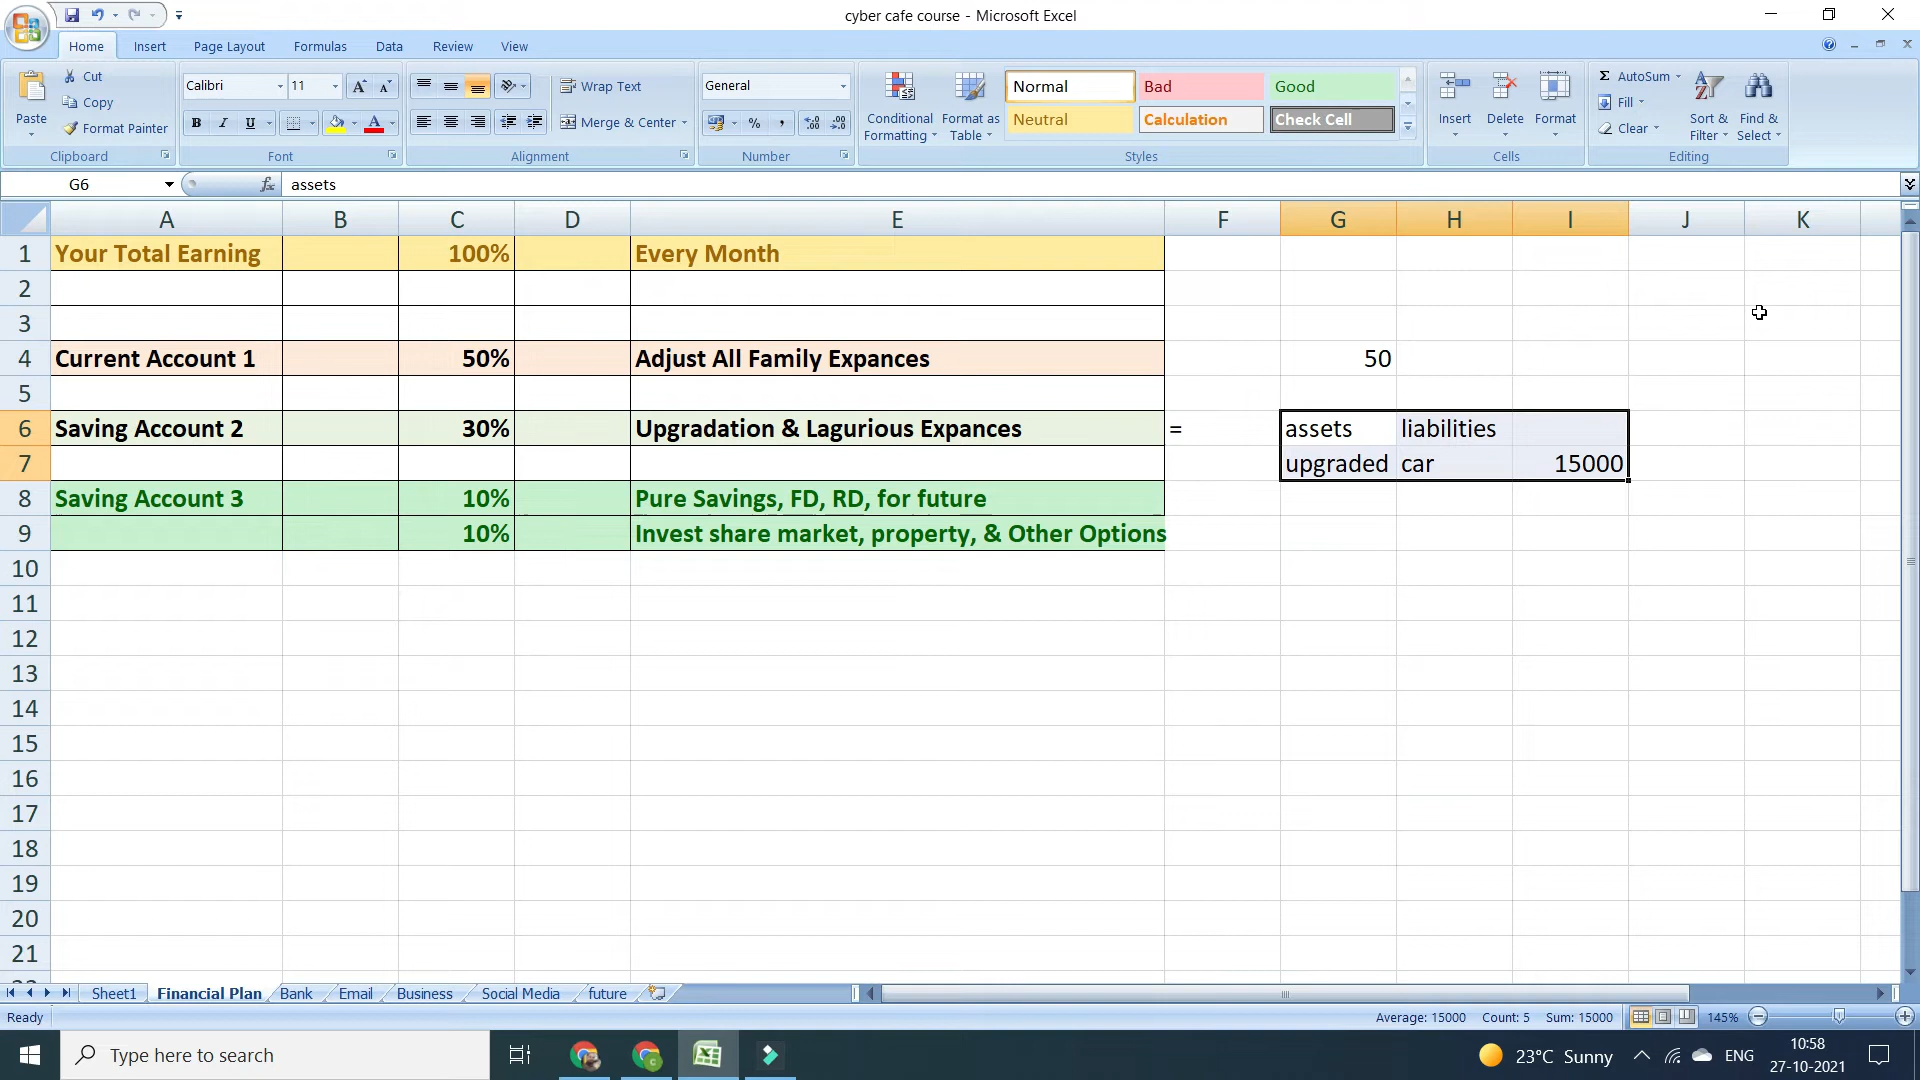 cyber cafe course - Microsoft Excel
Home Insert Page Layout Formulas Data Review View
Paste
Cut
Copy
Format Painter
Clipboard
Calibri 11
B I U
Font
Wrap Text
Merge & Center
Alignment
General
Number
Conditional Formatting
Format as Table
Normal Bad Good
Neutral Calculation Check Cell
Styles
Insert Delete Format
Cells
AutoSum
Fill
Clear
Sort & Filter
Find & Select
Editing
G6 fx assets
A B C D E F G H I J K
1 Your Total Earning 100% Every Month
2
3
4 Current Account 1 50% Adjust All Family Expances 50
5
6 Saving Account 2 30% Upgradation & Lagurious Expances = assets liabilities
7 upgraded car 15000
8 Saving Account 3 10% Pure Savings, FD, RD, for future
9 10% Invest share market, property, & Other Options
10
11
12
13
14
15
16
17
18
19
20
21
Sheet1 Financial Plan Bank Email Business Social Media future
Ready Average: 15000 Count: 5 Sum: 15000 145%
Type here to search 23°C Sunny ENG 10:58
27-10-2021